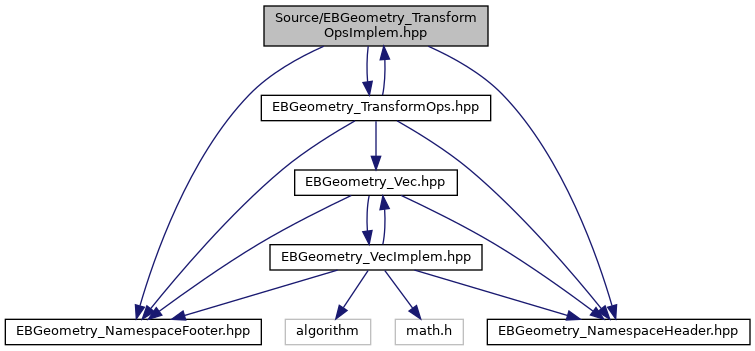 Source/EBGeometry_Transform
OpsImplem.hpp
EBGeometry_TransformOps.hpp
EBGeometry_Vec.hpp
EBGeometry_VecImplem.hpp
EBGeometry_NamespaceFooter.hpp
algorithm
math.h
EBGeometry_NamespaceHeader.hpp